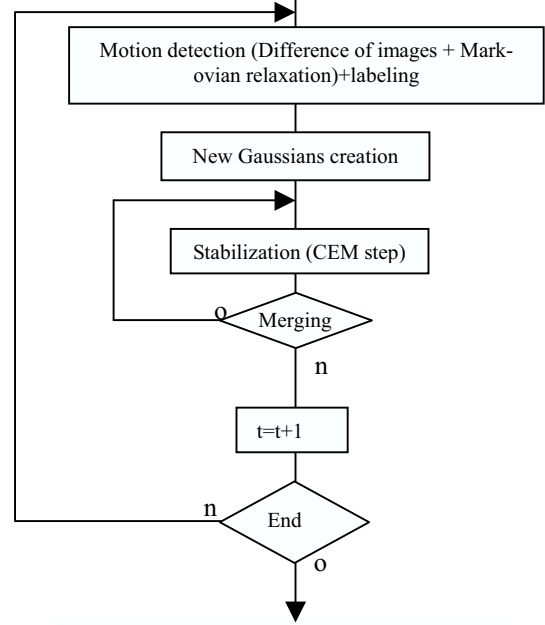 Motion detection (Difference of images + Mark-
ovian relaxation)+labeling
New Gaussians creation
Stabilization (CEM step)
o
Merging
n
t=t+1
n
End
o